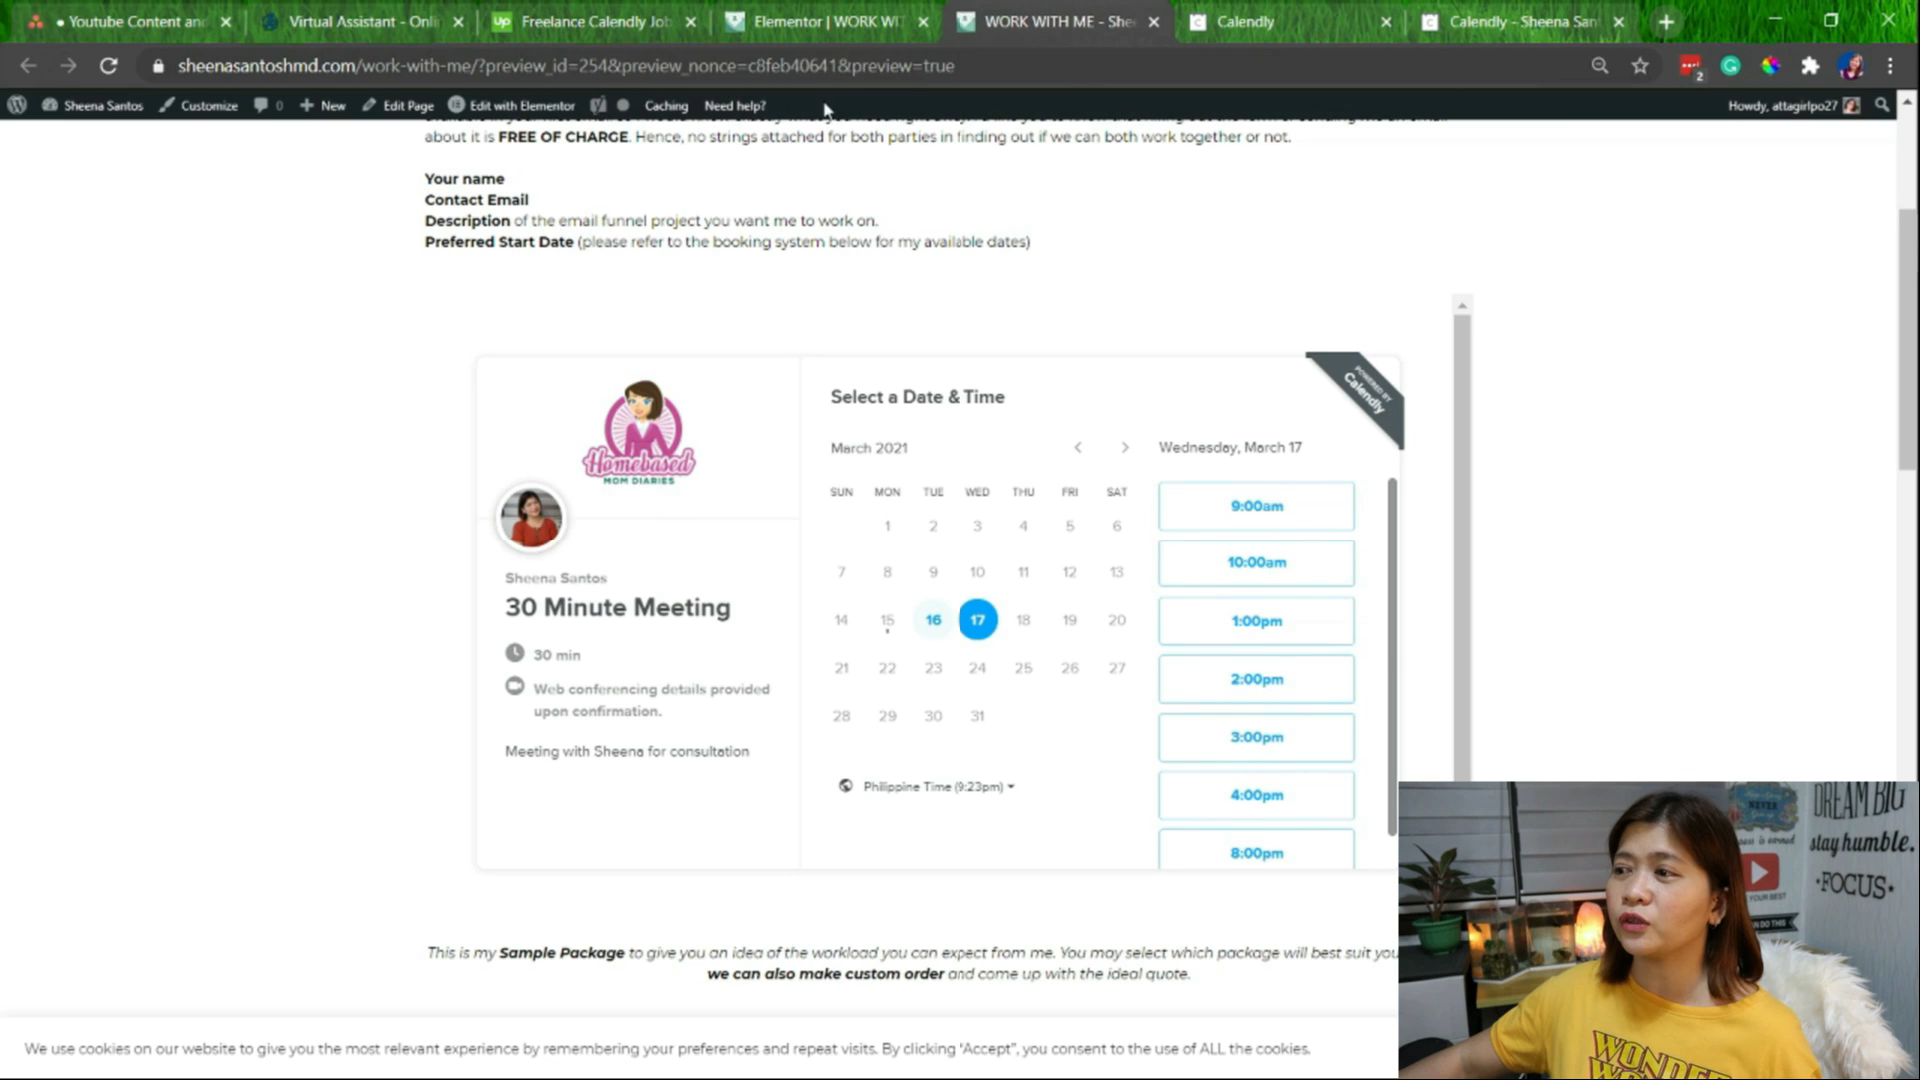 Youtube Content and
Virtual Assistant - Onli
Up
Freelance Calendly Job
Elementor | WORK WI
WORK WITH ME - She
Calendly
Calendly - Sheena San
sheenasantoshmd.com/work-with-me/?preview_id=254&preview_nonce=c8feb40641&preview=true
2
Sheena Santos
Customize
0
New
Edit Page
Edit with Elementor
Caching
Need help?
Howdy, attagirlpo27
about it is FREE OF CHARGE. Hence, no strings attached for both parties in finding out if we can both work together or not.
Your name
Contact Email
Description of the email funnel project you want me to work on.
Preferred Start Date (please refer to the booking system below for my available dates)
Homebased
MOM DIARIES
Sheena Santos
30 Minute Meeting
30 min
Web conferencing details provided
upon confirmation.
Meeting with Sheena for consultation
Select a Date & Time
POWERED BY
Calendly
March 2021
SUN MON TUE WED THU FRI SAT
1 2 3 4 5 6
7 8 9 10 11 12 13
14 15 16 17 18 19 20
21 22 23 24 25 26 27
28 29 30 31
Philippine Time (9:23pm)
Wednesday, March 17
9:00am
10:00am
1:00pm
2:00pm
3:00pm
4:00pm
8:00pm
This is my Sample Package to give you an idea of the workload you can expect from me. You may select which package will best suit you
we can also make custom order and come up with the ideal quote.
We use cookies on our website to give you the most relevant experience by remembering your preferences and repeat visits. By clicking "Accept", you consent to the use of ALL the cookies.
NEVER
DREAM BIG
stay humble.
•FOCUS•
YOUR BEST
WONDER